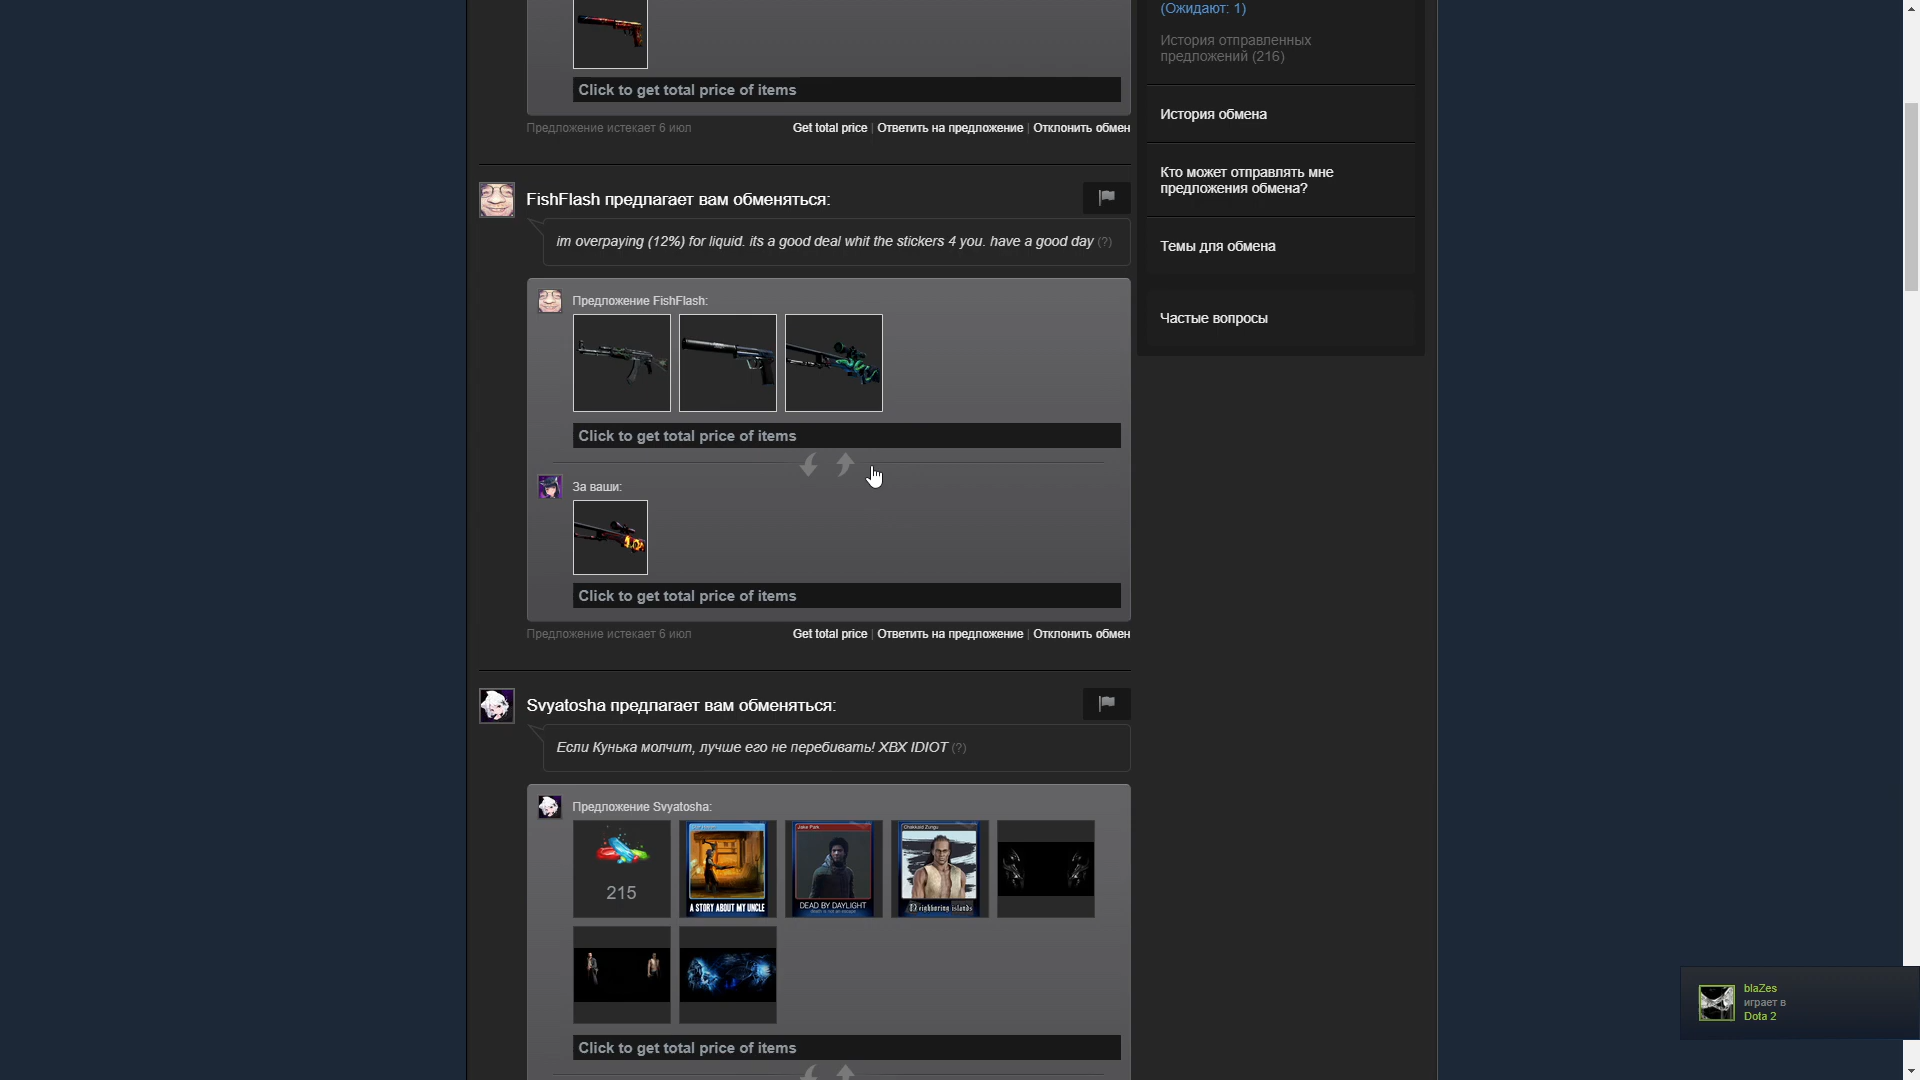 (Ожидают: 1)
История отправленных
предложений (216)
Click to get total price of items
Предложение истекает 6 июл
Get total price | Ответить на предложение | Отклонить обмен
История обмена
Кто может отправлять мне
предложения обмена?
Темы для обмена
Частые вопросы
FishFlash предлагает вам обменяться:
im overpaying (12%) for liquid. its a good deal whit the stickers 4 you. have a good day (?)
Предложение FishFlash:
Click to get total price of items
За ваши:
Click to get total price of items
Предложение истекает 6 июл
Get total price | Ответить на предложение | Отклонить обмен
Svyatosha предлагает вам обменяться:
Если Кунька молчит, лучше его не перебивать! XBX IDIOT (?)
Предложение Svyatosha:
215
A STORY ABOUT MY UNCLE
Jake Park
DEAD BY DAYLIGHT
Neighboring islands
Click to get total price of items
blaZes
играет в
Dota 2